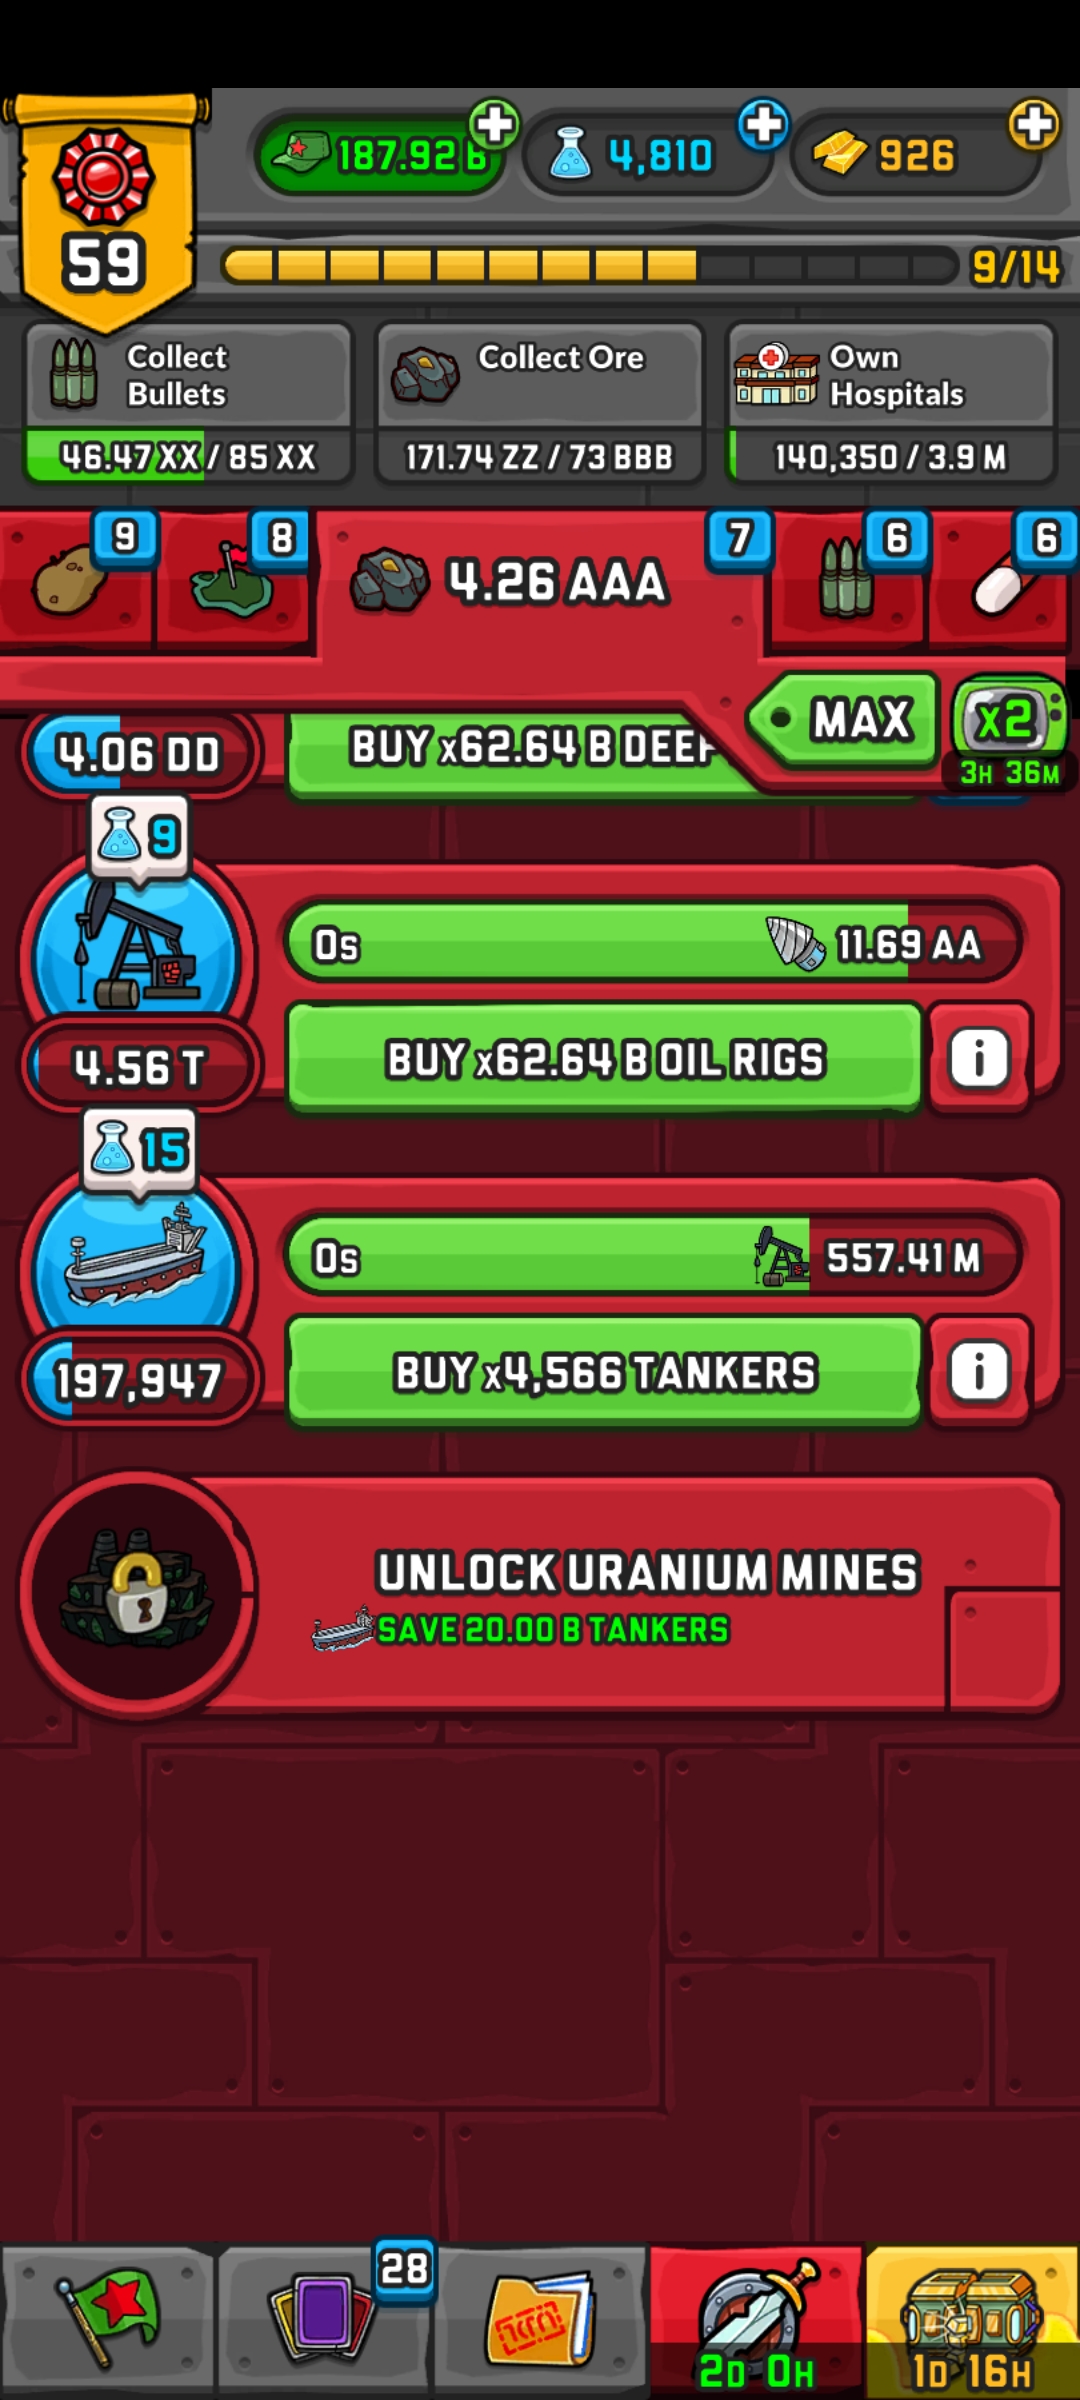 187.92 B
4,810
926
59
9/14
Collect
Bullets
46.47 XX / 85 XX
Collect Ore
171.74 ZZ / 73 BBB
Own
Hospitals
140,350 / 3.9 M
9
8
4.26 AAA
7
6
6
MAX
x2
3H 36M
4.06 DD
BUY x62.64 B DEEP
9
0s
11.69 AA
4.56 T
BUY x62.64 B OIL RIGS
i
15
0s
557.41 M
197,947
BUY x4,566 TANKERS
i
UNLOCK URANIUM MINES
SAVE 20.00 B TANKERS
28
2D 0H
1D 16H